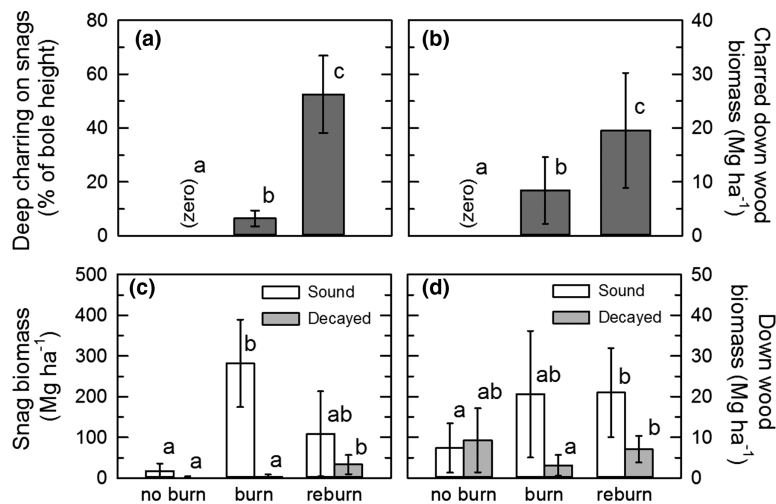 (a)
(b)
Deep charring on snags
(% of bole height)
80
60
40
20
0
(zero)
a
b
c
(zero)
a
b
c
40
30
20
10
0
Charred down wood
biomass (Mg ha⁻¹)
(c)
(d)
Snag biomass
(Mg ha⁻¹)
500
400
300
200
100
0
Sound
Decayed
a
a
b
a
ab
b
no burn
burn
reburn
Sound
Decayed
a
ab
ab
a
b
b
no burn
burn
reburn
50
40
30
20
10
0
Down wood
biomass (Mg ha⁻¹)